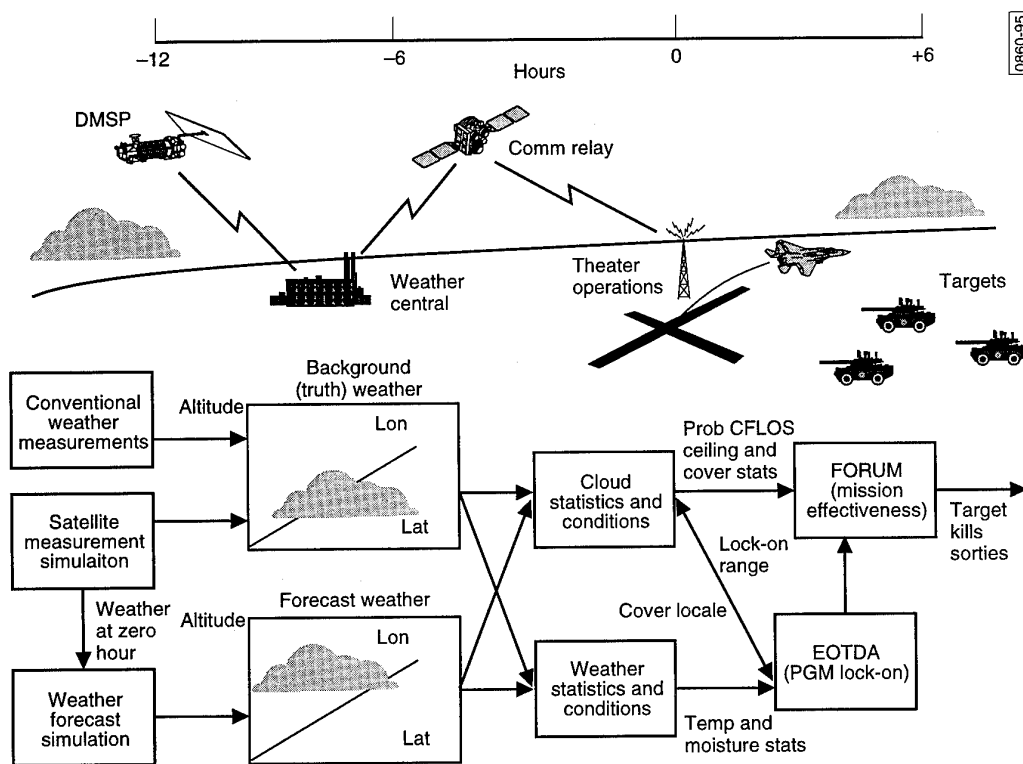 0860-95
–12
–6
0
+6
Hours
DMSP
Comm relay
Weather
central
Theater
operations
Targets
Conventional
weather
measurements
Satellite
measurement
simulaiton
Weather
at zero
hour
Weather
forecast
simulation
Background
(truth) weather
Altitude
Lon
Lat
Forecast weather
Altitude
Lon
Lat
Cloud
statistics and
conditions
Weather
statistics and
conditions
Prob CFLOS
ceiling and
cover stats
Lock-on
range
Cover locale
Temp and
moisture stats
FORUM
(mission
effectiveness)
EOTDA
(PGM lock-on)
Target
kills
sorties